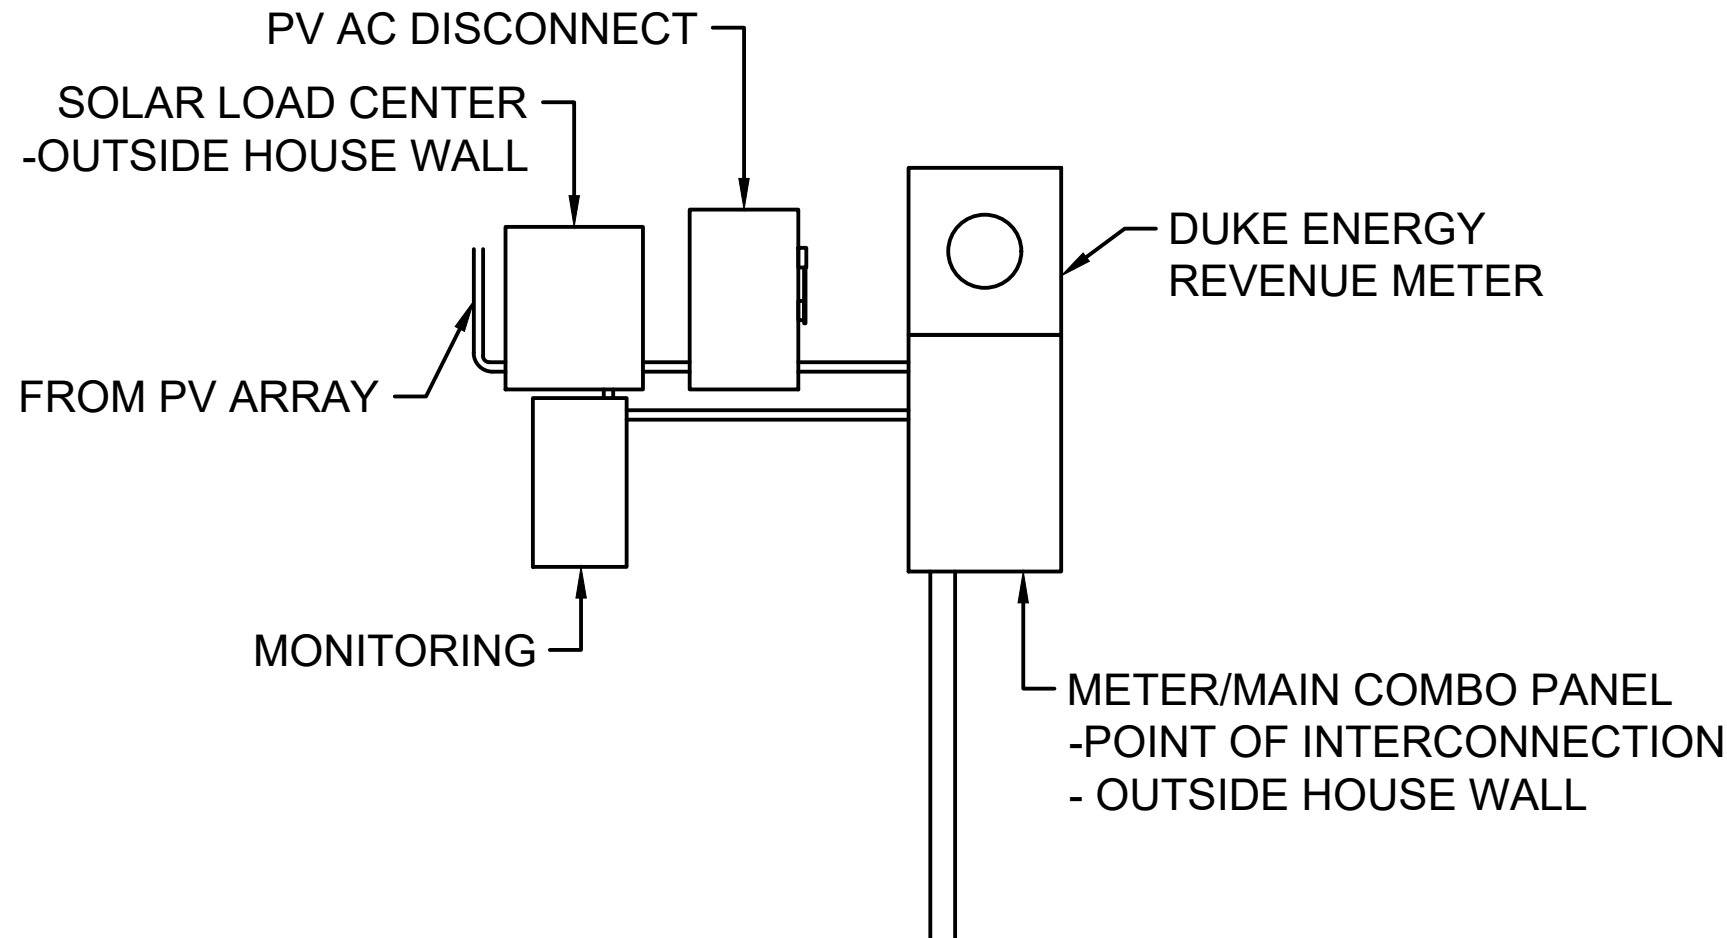 PV AC DISCONNECT
SOLAR LOAD CENTER
-OUTSIDE HOUSE WALL
DUKE ENERGY
REVENUE METER
FROM PV ARRAY
MONITORING
METER/MAIN COMBO PANEL
-POINT OF INTERCONNECTION
- OUTSIDE HOUSE WALL